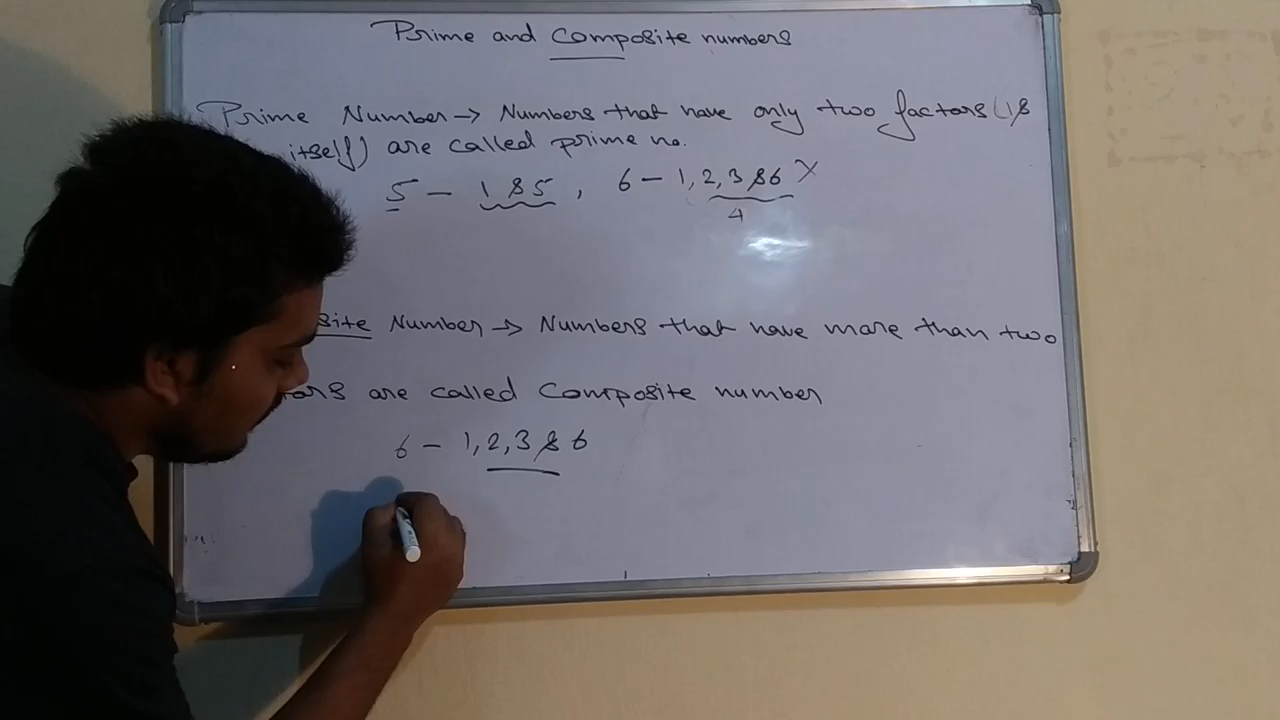 Prime and Composite numbers
Prime Number → Numbers that have only two factors (1&
itself) are called prime no.
5 - 1 & 5 , 6 - 1, 2, 3 & 6 X
4
site Number → Numbers that have more than two
ors are called Composite number
6 - 1, 2, 3 & 6